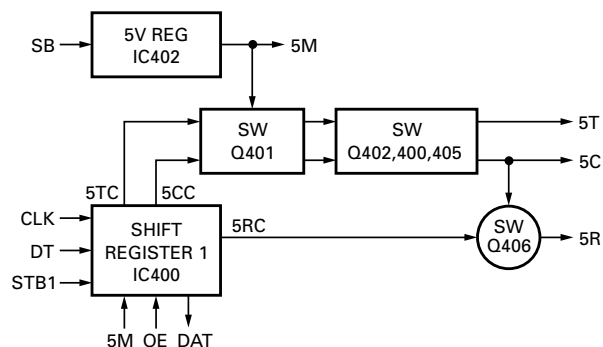 SB
5V REG
IC402
5M
SW
Q401
SW
Q402,400,405
5T
5C
5TC
5CC
CLK
DT
STB1
SHIFT
REGISTER 1
IC400
5RC
SW
Q406
5R
5M
OE
DAT